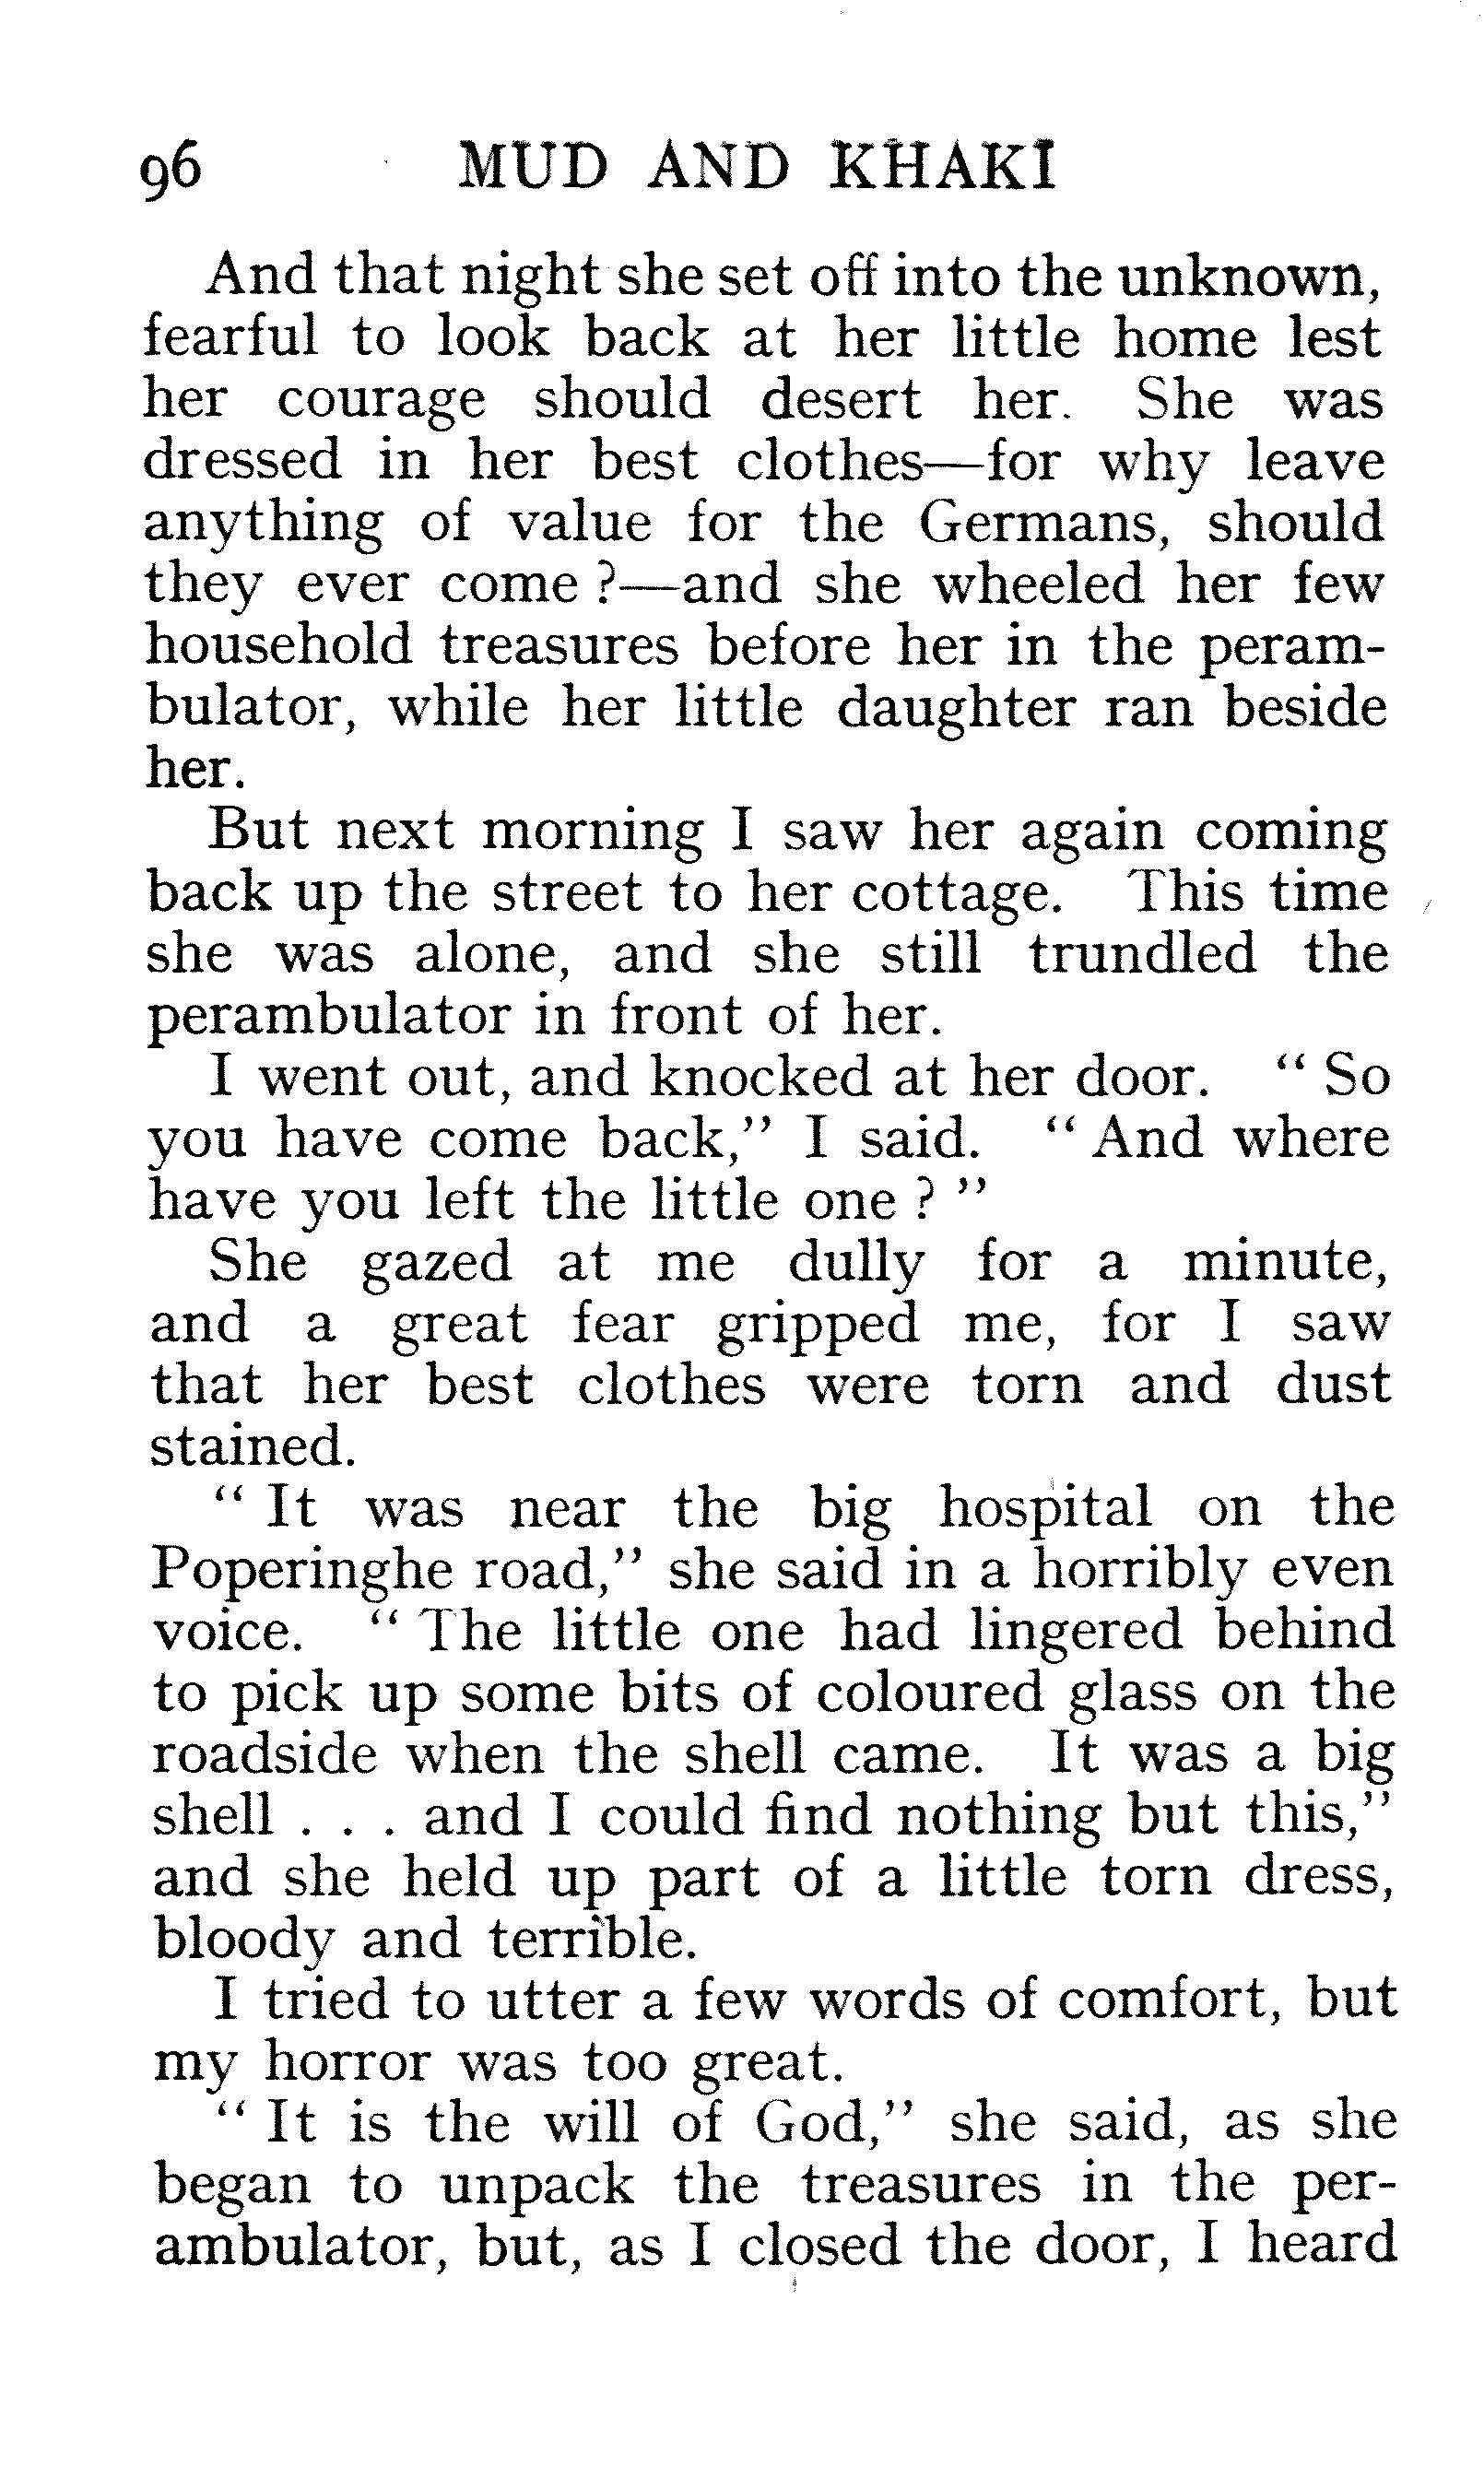 96 MUD AND KHAKI
And that night she set off into the unknown,
fearful to look back at her little home lest
her courage should desert her. She was
dressed in her best clothes—for why leave
anything of value for the Germans, should
they ever come ?—and she wheeled her few
household treasures before her in the peram-
bulator, while her little daughter ran beside
her.
But next morning I saw her again coming
back up the street to her cottage. This time
she was alone, and she still trundled the
perambulator in front of her.
I went out, and knocked at her door. “ So
you have come back,” I said. “ And where
have you left the little one ? ”
She gazed at me dully for a minute,
and a great fear gripped me, for I saw
that her best clothes were torn and dust
stained.
“ It was near the big hospital on the
Poperinghe road,” she said in a horribly even
voice. “ The little one had lingered behind
to pick up some bits of coloured glass on the
roadside when the shell came. It was a big
shell . . . and I could find nothing but this,”
and she held up part of a little torn dress,
bloody and terrible.
I tried to utter a few words of comfort, but
my horror was too great.
“ It is the will of God,” she said, as she
began to unpack the treasures in the per-
ambulator, but, as I closed the door, I heard